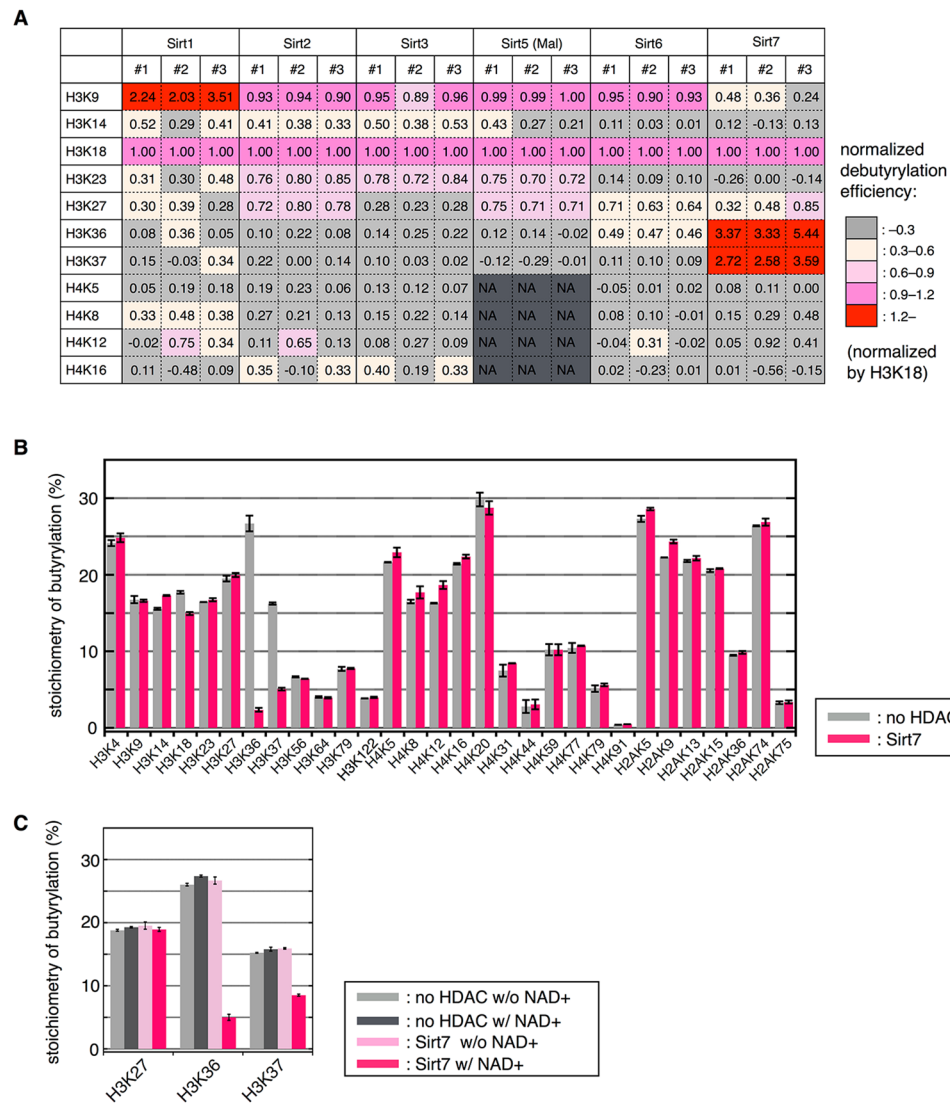 A
Sirt1 Sirt2 Sirt3 Sirt5 (Mal) Sirt6 Sirt7
#1 #2 #3 #1 #2 #3 #1 #2 #3 #1 #2 #3 #1 #2 #3 #1 #2 #3
H3K9 2.24 2.03 3.51 0.93 0.94 0.90 0.95 0.89 0.96 0.99 0.99 1.00 0.95 0.90 0.93 0.48 0.36 0.24
H3K14 0.52 0.29 0.41 0.41 0.38 0.33 0.50 0.38 0.53 0.43 0.27 0.21 0.11 0.03 0.01 0.12 -0.13 0.13
H3K18 1.00 1.00 1.00 1.00 1.00 1.00 1.00 1.00 1.00 1.00 1.00 1.00 1.00 1.00 1.00 1.00 1.00 1.00
H3K23 0.31 0.30 0.48 0.76 0.80 0.85 0.78 0.72 0.84 0.75 0.70 0.72 0.14 0.09 0.10 -0.26 0.00 -0.14
H3K27 0.30 0.39 0.28 0.72 0.80 0.78 0.28 0.23 0.28 0.75 0.71 0.71 0.71 0.63 0.64 0.32 0.48 0.85
H3K36 0.08 0.36 0.05 0.10 0.22 0.08 0.14 0.22 0.05 0.12 0.14 -0.02 0.49 0.47 0.46 3.37 3.33 5.44
H3K37 0.15 -0.03 0.34 0.22 0.00 0.14 0.10 0.03 0.02 -0.12 -0.29 -0.01 0.11 0.10 0.09 2.72 2.58 3.59
H4K5 0.05 0.19 0.18 0.19 0.23 0.06 0.13 0.12 0.07 NA NA NA -0.05 0.01 0.02 0.08 0.11 0.00
H4K8 0.33 0.48 0.38 0.27 0.21 0.13 0.15 0.22 0.14 NA NA NA 0.08 0.10 -0.01 0.15 0.29 0.48
H4K12 -0.02 0.75 0.34 0.11 0.65 0.13 0.08 0.27 0.09 NA NA NA -0.04 0.31 -0.02 0.05 0.92 0.41
H4K16 0.11 -0.48 0.09 0.35 -0.10 0.33 0.40 0.19 0.33 NA NA NA 0.02 -0.23 0.01 0.01 -0.56 -0.15
normalized
debutyrylation
efficiency:
: –0.3
: 0.3–0.6
: 0.6–0.9
: 0.9–1.2
: 1.2–
(normalized
by H3K18)
B
stoichiometry of butyrylation (%)
30
20
10
0
H3K4 H3K9 H3K14 H3K18 H3K23 H3K27 H3K36 H3K37 H3K56 H3K64 H3K79 H3K122 H4K5 H4K8 H4K12 H4K16 H4K20 H4K31 H4K44 H4K59 H4K77 H4K79 H4K91 H2AK5 H2AK9 H2AK13 H2AK15 H2AK36 H2AK74 H2AK75
: no HDAC
: Sirt7
C
stoichiometry of butyrylation (%)
30
20
10
0
H3K27 H3K36 H3K37
: no HDAC w/o NAD+
: no HDAC w/ NAD+
: Sirt7 w/o NAD+
: Sirt7 w/ NAD+